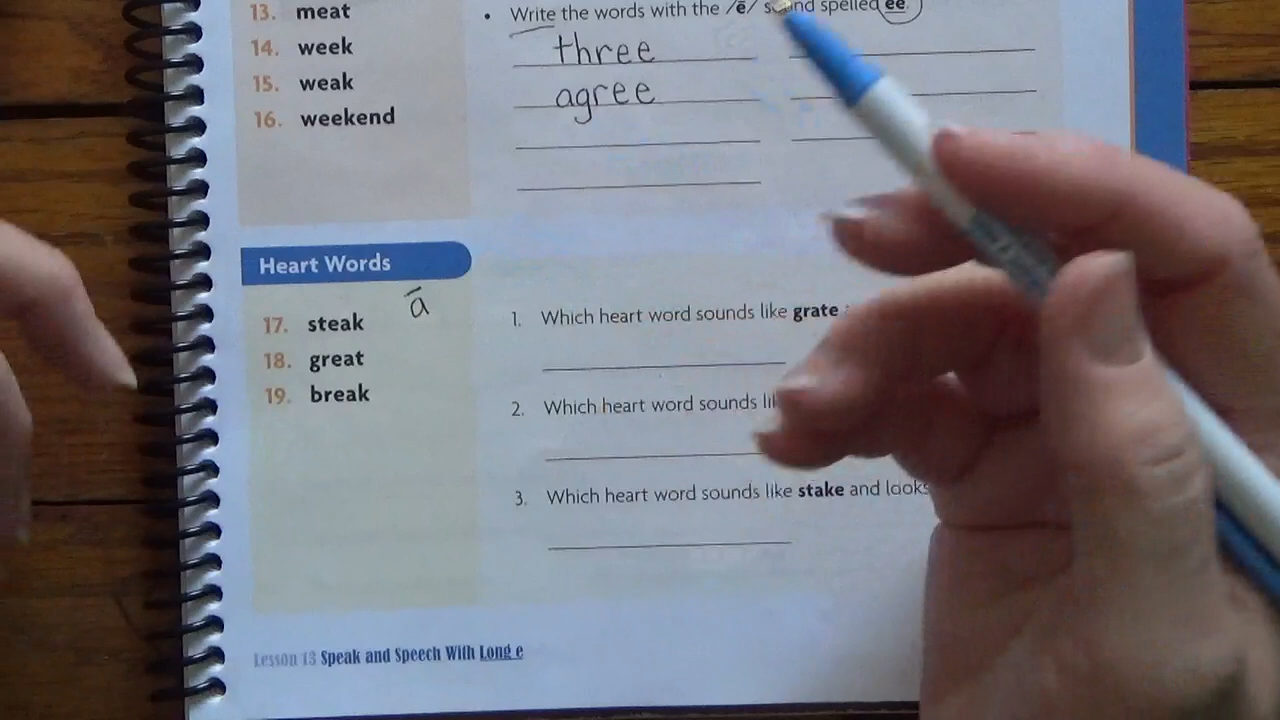 13. meat
14. week
15. weak
16. weekend
• Write the words with the /ē/ sound spelled ee
three
agree
Heart Words
17. steak ā
18. great
19. break
1. Which heart word sounds like grate
2. Which heart word sounds
3. Which heart word sounds like stake and looks
Lesson 13 Speak and Speech With Long e